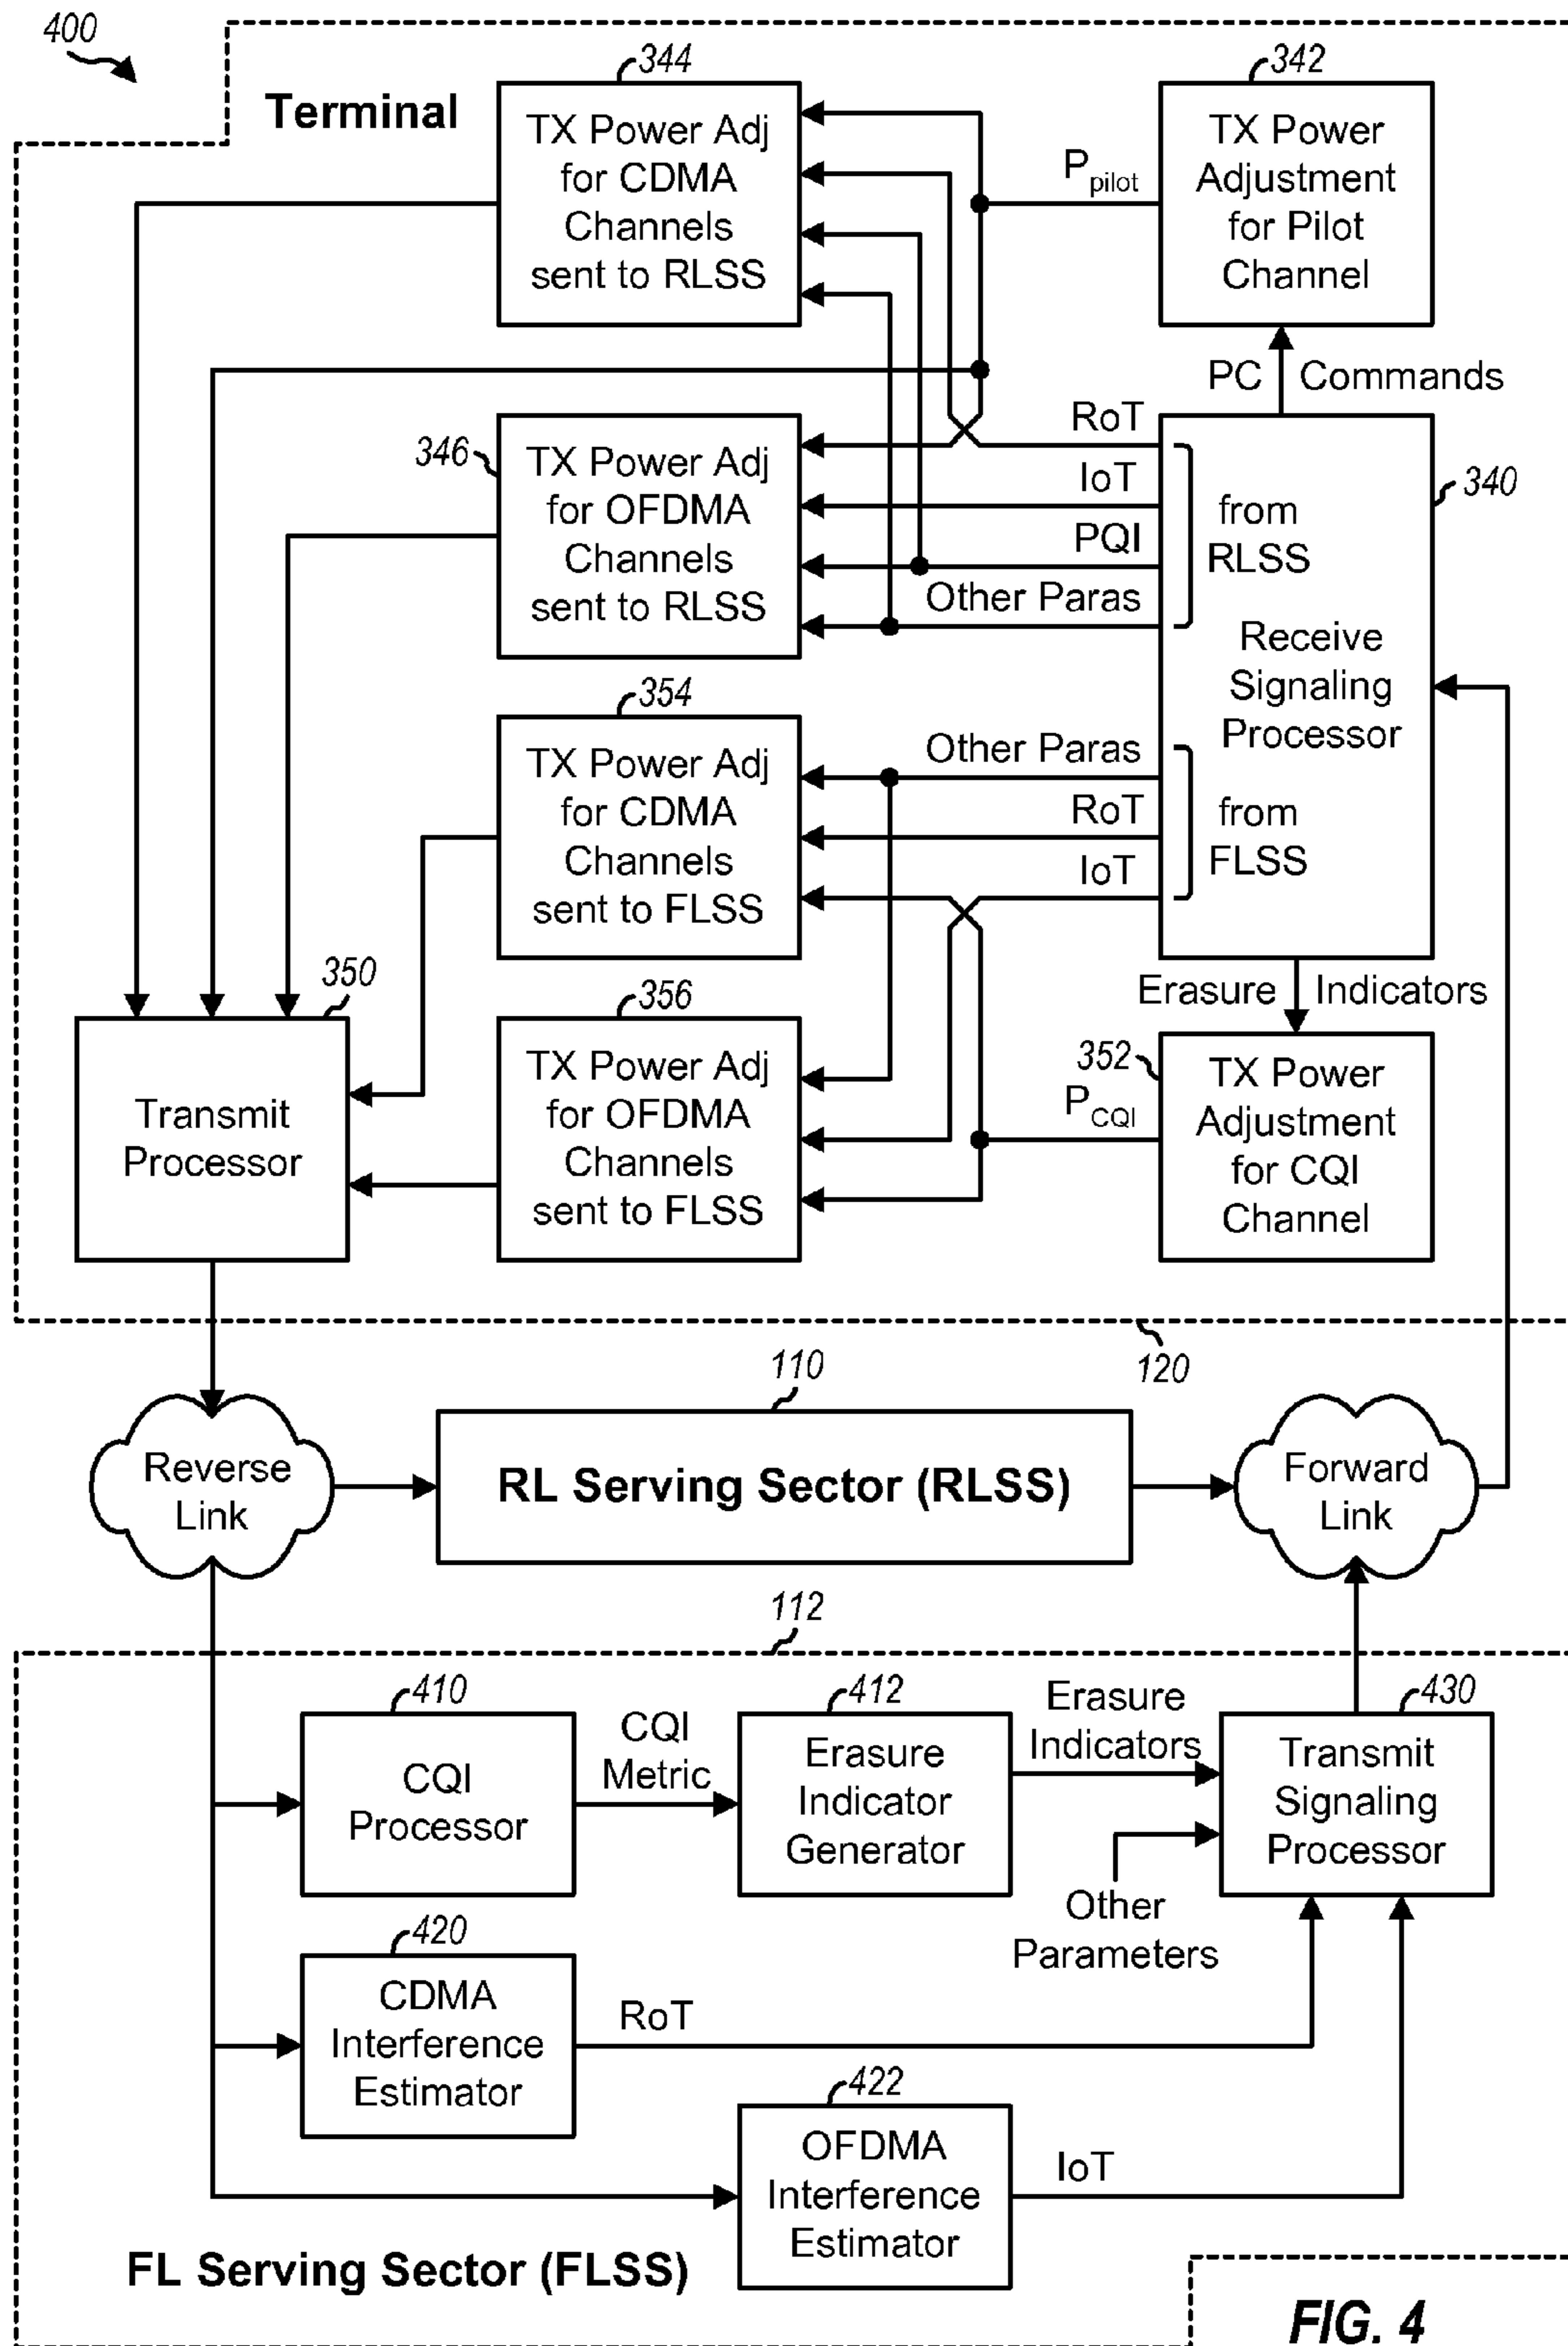 400
Terminal
344
TX Power Adj
for CDMA
Channels
sent to RLSS
342
TX Power
Adjustment
for Pilot
Channel
Ppilot
PC Commands
346
TX Power Adj
for OFDMA
Channels
sent to RLSS
RoT
IoT
PQI
Other Paras
from
RLSS
340
Receive
Signaling
Processor
354
TX Power Adj
for CDMA
Channels
sent to FLSS
Other Paras
RoT
IoT
from
FLSS
350
Transmit
Processor
356
TX Power Adj
for OFDMA
Channels
sent to FLSS
Erasure Indicators
352
PCQI
TX Power
Adjustment
for CQI
Channel
120
Reverse
Link
110
RL Serving Sector (RLSS)
Forward
Link
112
410
CQI
Processor
CQI
Metric
412
Erasure
Indicator
Generator
Erasure
Indicators
430
Transmit
Signaling
Processor
Other
Parameters
420
CDMA
Interference
Estimator
RoT
422
OFDMA
Interference
Estimator
IoT
FL Serving Sector (FLSS)
FIG. 4